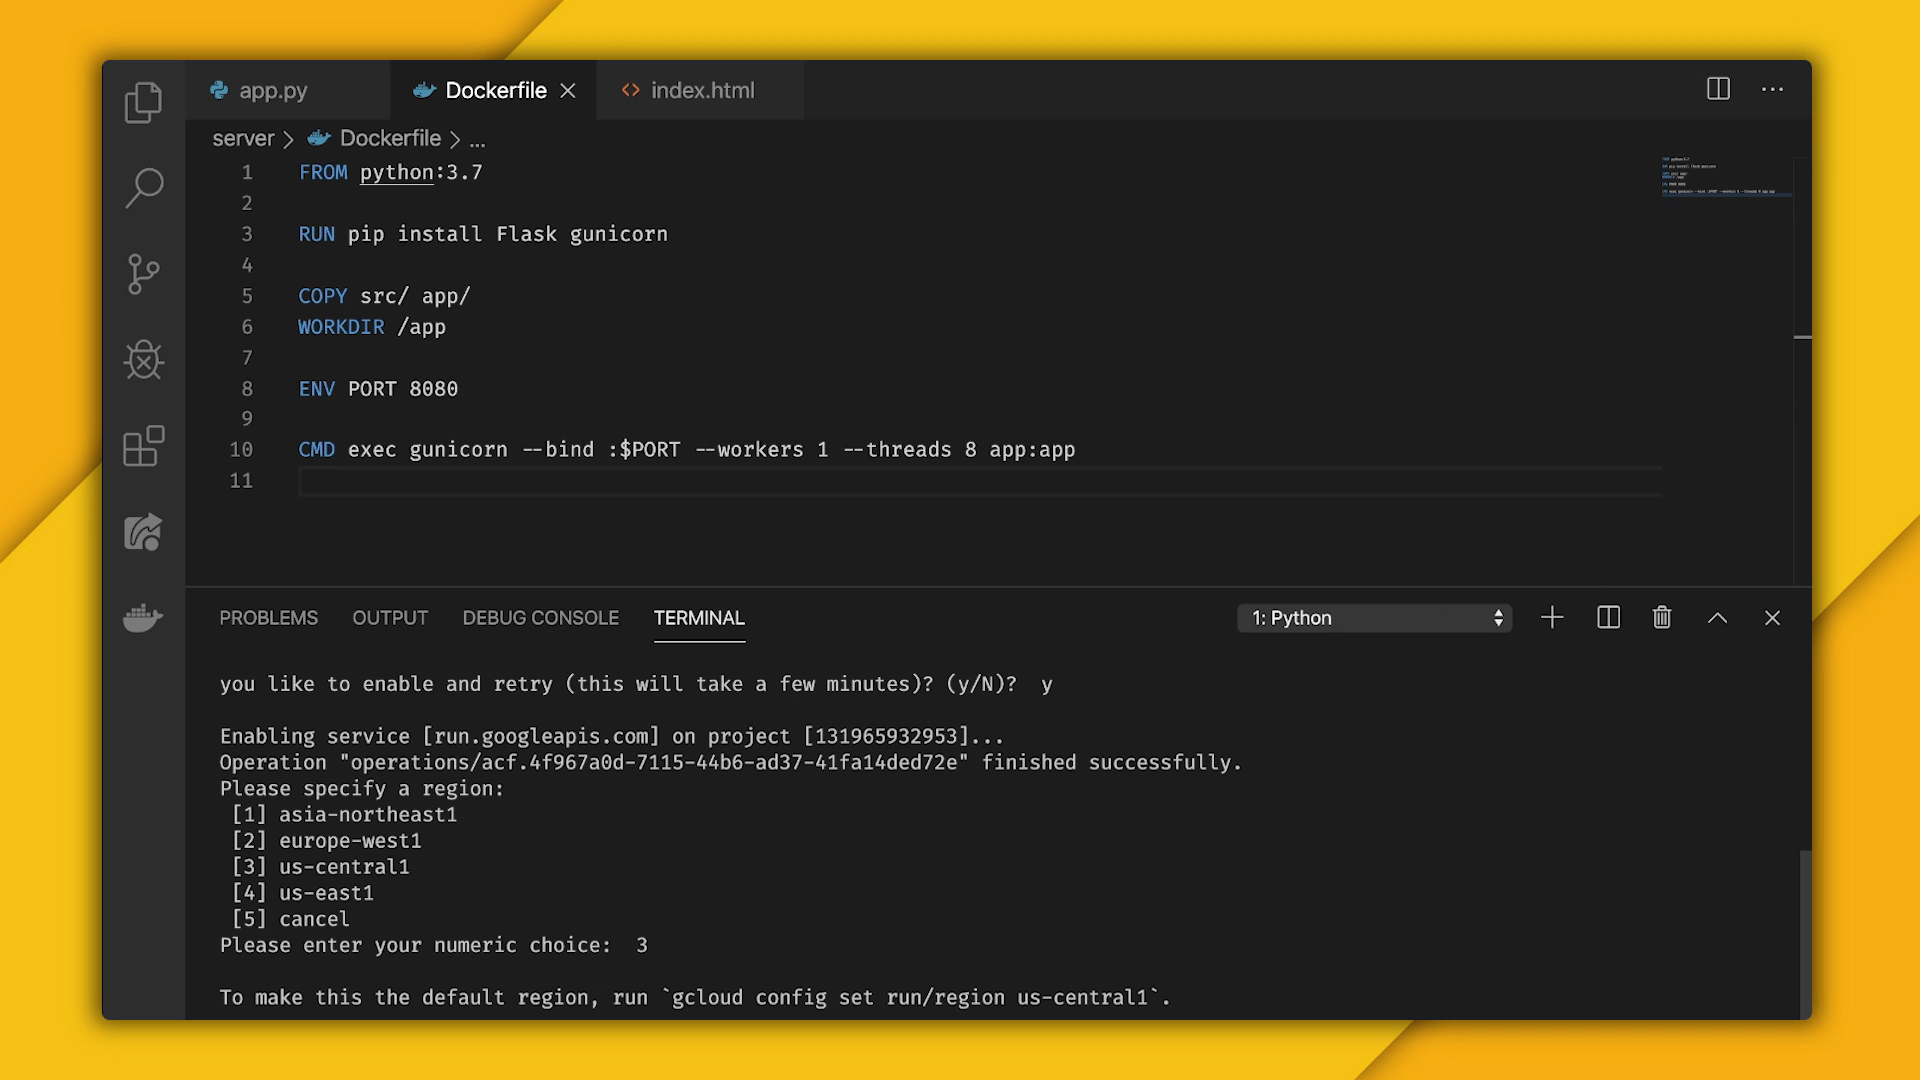 app.py
Dockerfile
index.html
server > Dockerfile > ...
1 FROM python:3.7
2
3 RUN pip install Flask gunicorn
4
5 COPY src/ app/
6 WORKDIR /app
7
8 ENV PORT 8080
9
10 CMD exec gunicorn --bind :$PORT --workers 1 --threads 8 app:app
11
PROBLEMS OUTPUT DEBUG CONSOLE TERMINAL 1: Python
you like to enable and retry (this will take a few minutes)? (y/N)?  y
Enabling service [run.googleapis.com] on project [131965932953]...
Operation "operations/acf.4f967a0d-7115-44b6-ad37-41fa14ded72e" finished successfully.
Please specify a region:
[1] asia-northeast1
[2] europe-west1
[3] us-central1
[4] us-east1
[5] cancel
Please enter your numeric choice:  3
To make this the default region, run `gcloud config set run/region us-central1`.